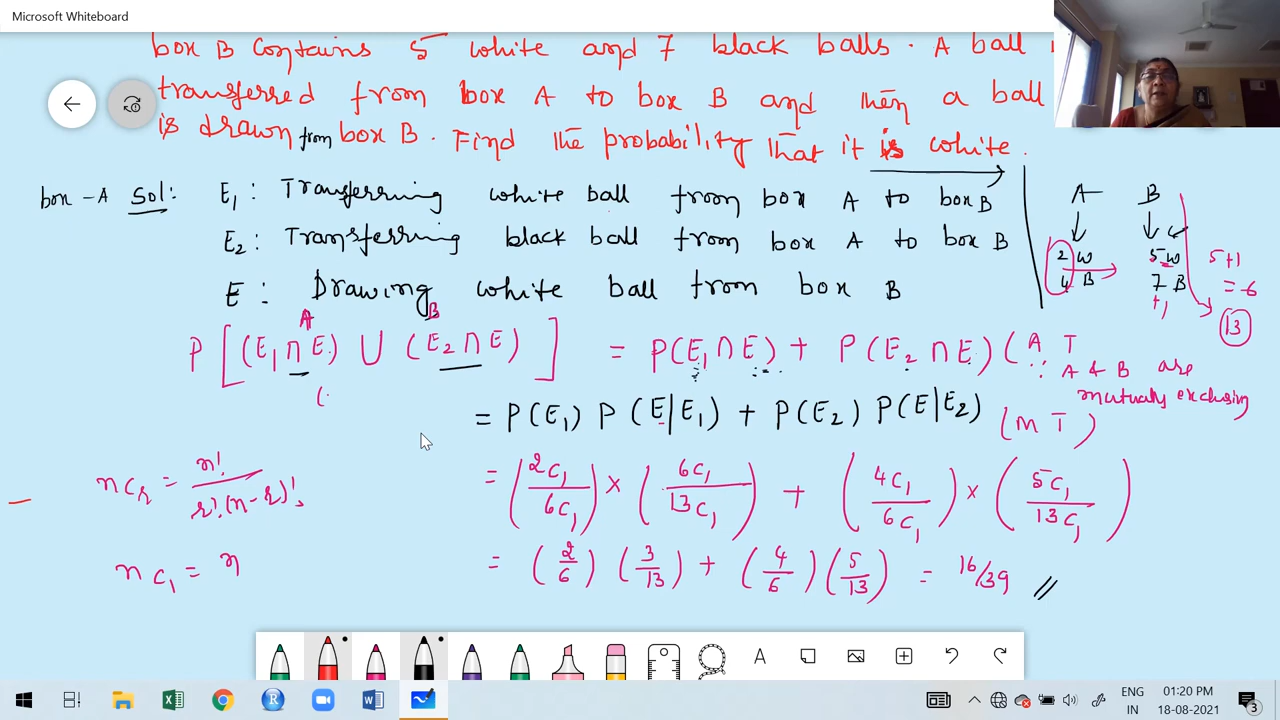 Microsoft Whiteboard
box B contains 5 white and 7 black balls. A ball
transferred from box A to box B and then a ball
is drawn from box B. Find the probability that it is white.
box -A Sol: E₁: Transferring white ball from box A to box B
E₂: Transferring black ball from box A to box B
E: Drawing white ball from box B
A B
2 W 5 W
4 B 7 B
+1
5+1
= 6
13
A B
P[(E₁∩E) ∪ (E₂∩E)] = P(E₁∩E) + P(E₂∩E) (A T
∵ A & B are
mutually exclusing
(
= P(E₁) P(E|E₁) + P(E₂) P(E|E₂) (M T)
nCr = n!/r!(n-r)!
= (2C₁/6C₁) × (6C₁/13C₁) + (4C₁/6C₁) × (5C₁/13C₁)
nC₁ = n
= (2/6) (3/13) + (4/6) (5/13) = 16/39 //
A
W
ENG
IN
01:20 PM
18-08-2021
3